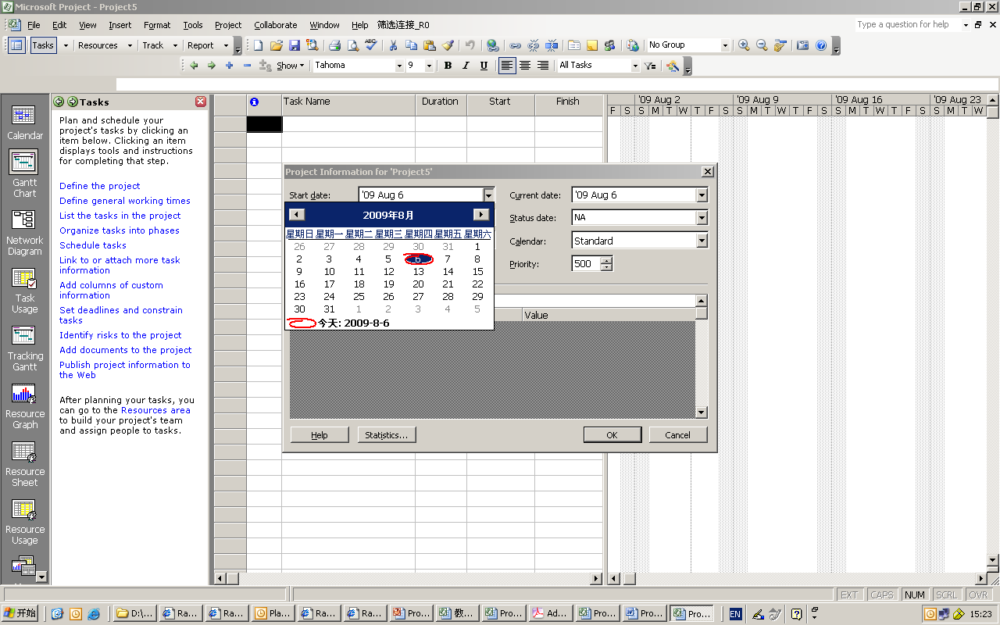 Microsoft Project - Project5
File Edit View Insert Format Tools Project Collaborate Window Help 筛选连接_R0 Type a question for help
Tasks Resources Track Report No Group
Show Tahoma 9 B I U All Tasks
Calendar
Gantt
Chart
Network
Diagram
Task
Usage
Tracking
Gantt
Resource
Graph
Resource
Sheet
Resource
Usage
Tasks
Plan and schedule your
project's tasks by clicking an
item below. Clicking an item
displays tools and instructions
for completing that step.
Define the project
Define general working times
List the tasks in the project
Organize tasks into phases
Schedule tasks
Link to or attach more task
information
Add columns of custom
information
Set deadlines and constrain
tasks
Identify risks to the project
Add documents to the project
Publish project information to
the Web
After planning your tasks, you
can go to the Resources area
to build your project's team
and assign people to tasks.
Task Name Duration Start Finish
'09 Aug 2 '09 Aug 9 '09 Aug 16 '09 Aug 23
F S S M T W T F S S M T W T F S S M T W T F S S M T W
Project Information for 'Project5'
Start date: '09 Aug 6 Current date: '09 Aug 6
Status date: NA
Calendar: Standard
Priority: 500
2009年8月
星期日 星期一 星期二 星期三 星期四 星期五 星期六
26 27 28 29 30 31 1
2 3 4 5 6 7 8
9 10 11 12 13 14 15
16 17 18 19 20 21 22
23 24 25 26 27 28 29
30 31 1 2 3 4 5
今天: 2009-8-6
Value
Help Statistics... OK Cancel
EXT CAPS NUM SCRL OVR
开始 D:\... Ra... Ra... Pla... Ra... Ra... Pro... 教... Pro... Ad... Pro... Pro... Pro... EN 15:23